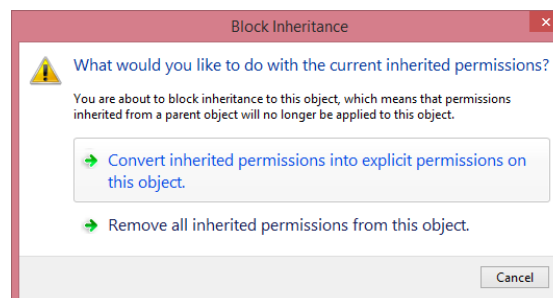 Block Inheritance
What would you like to do with the current inherited permissions?
You are about to block inheritance to this object, which means that permissions
inherited from a parent object will no longer be applied to this object.
Convert inherited permissions into explicit permissions on
this object.
Remove all inherited permissions from this object.
Cancel